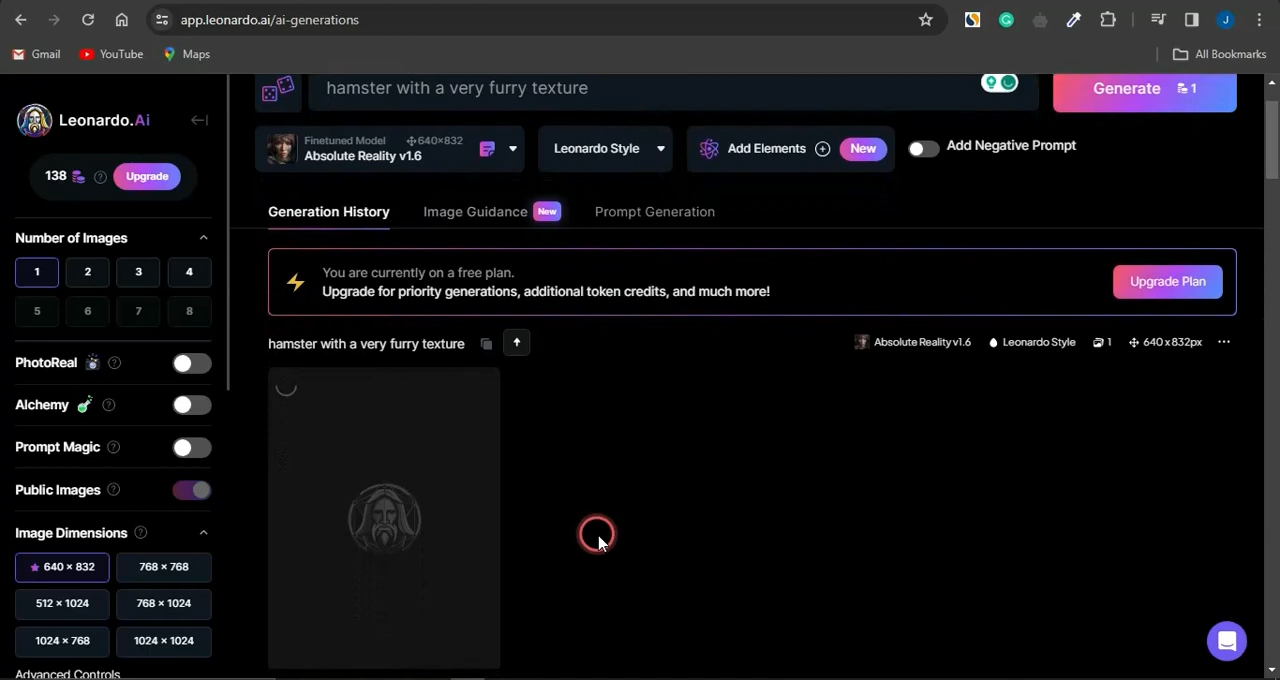 app.leonardo.ai/ai-generations
Gmail YouTube Maps All Bookmarks
hamster with a very furry texture Generate 1
Leonardo.Ai
Finetuned Model 640×832
Absolute Reality v1.6 Leonardo Style Add Elements New Add Negative Prompt
138 Upgrade
Generation History Image Guidance New Prompt Generation
Number of Images
1 2 3 4
5 6 7 8
You are currently on a free plan.
Upgrade for priority generations, additional token credits, and much more! Upgrade Plan
hamster with a very furry texture Absolute Reality v1.6 Leonardo Style 1 640 x 832px
PhotoReal
Alchemy
Prompt Magic
Public Images
Image Dimensions
640 × 832 768 × 768
512 × 1024 768 × 1024
1024 × 768 1024 × 1024
Advanced Controls